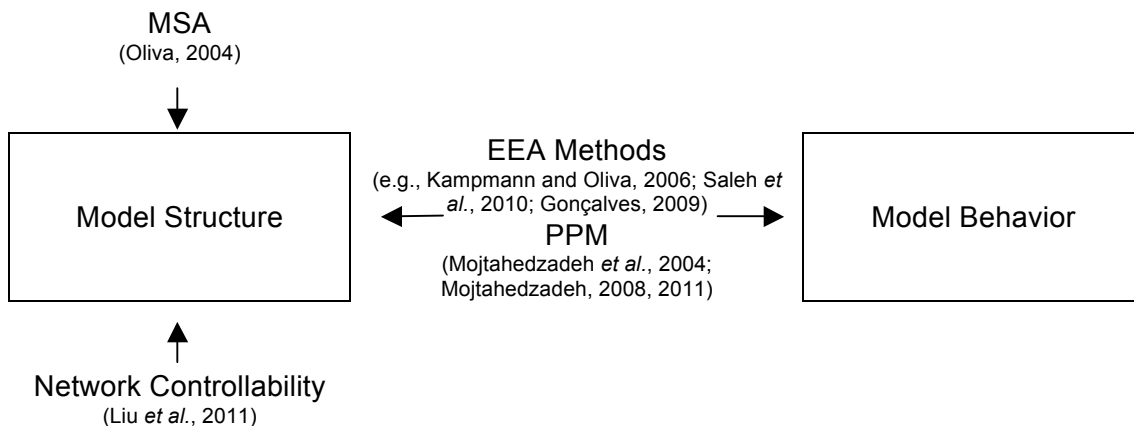 MSA
(Oliva, 2004)
EEA Methods
(e.g., Kampmann and Oliva, 2006; Saleh et
al., 2010; Gonçalves, 2009)
Model Structure
Model Behavior
PPM
(Mojtahedzadeh et al., 2004;
Mojtahedzadeh, 2008, 2011)
Network Controllability
(Liu et al., 2011)